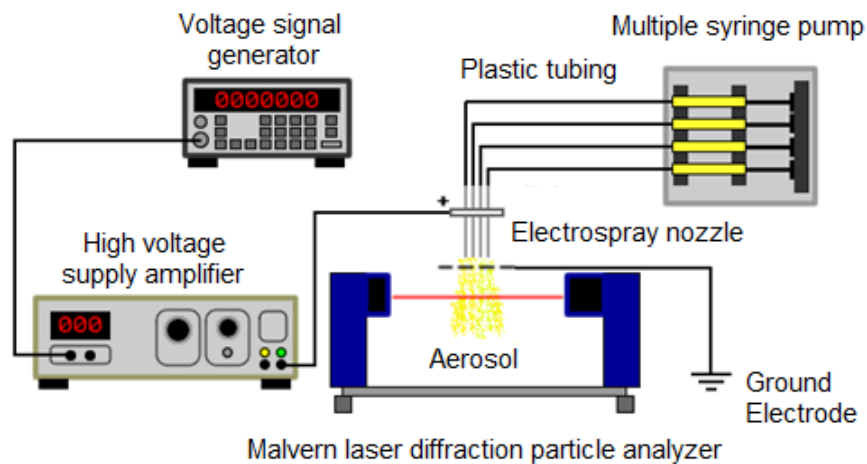 Voltage signal
generator
Multiple syringe pump
Plastic tubing
0000000
+
Electrospray nozzle
High voltage
supply amplifier
000
Aerosol
Ground
Electrode
Malvern laser diffraction particle analyzer